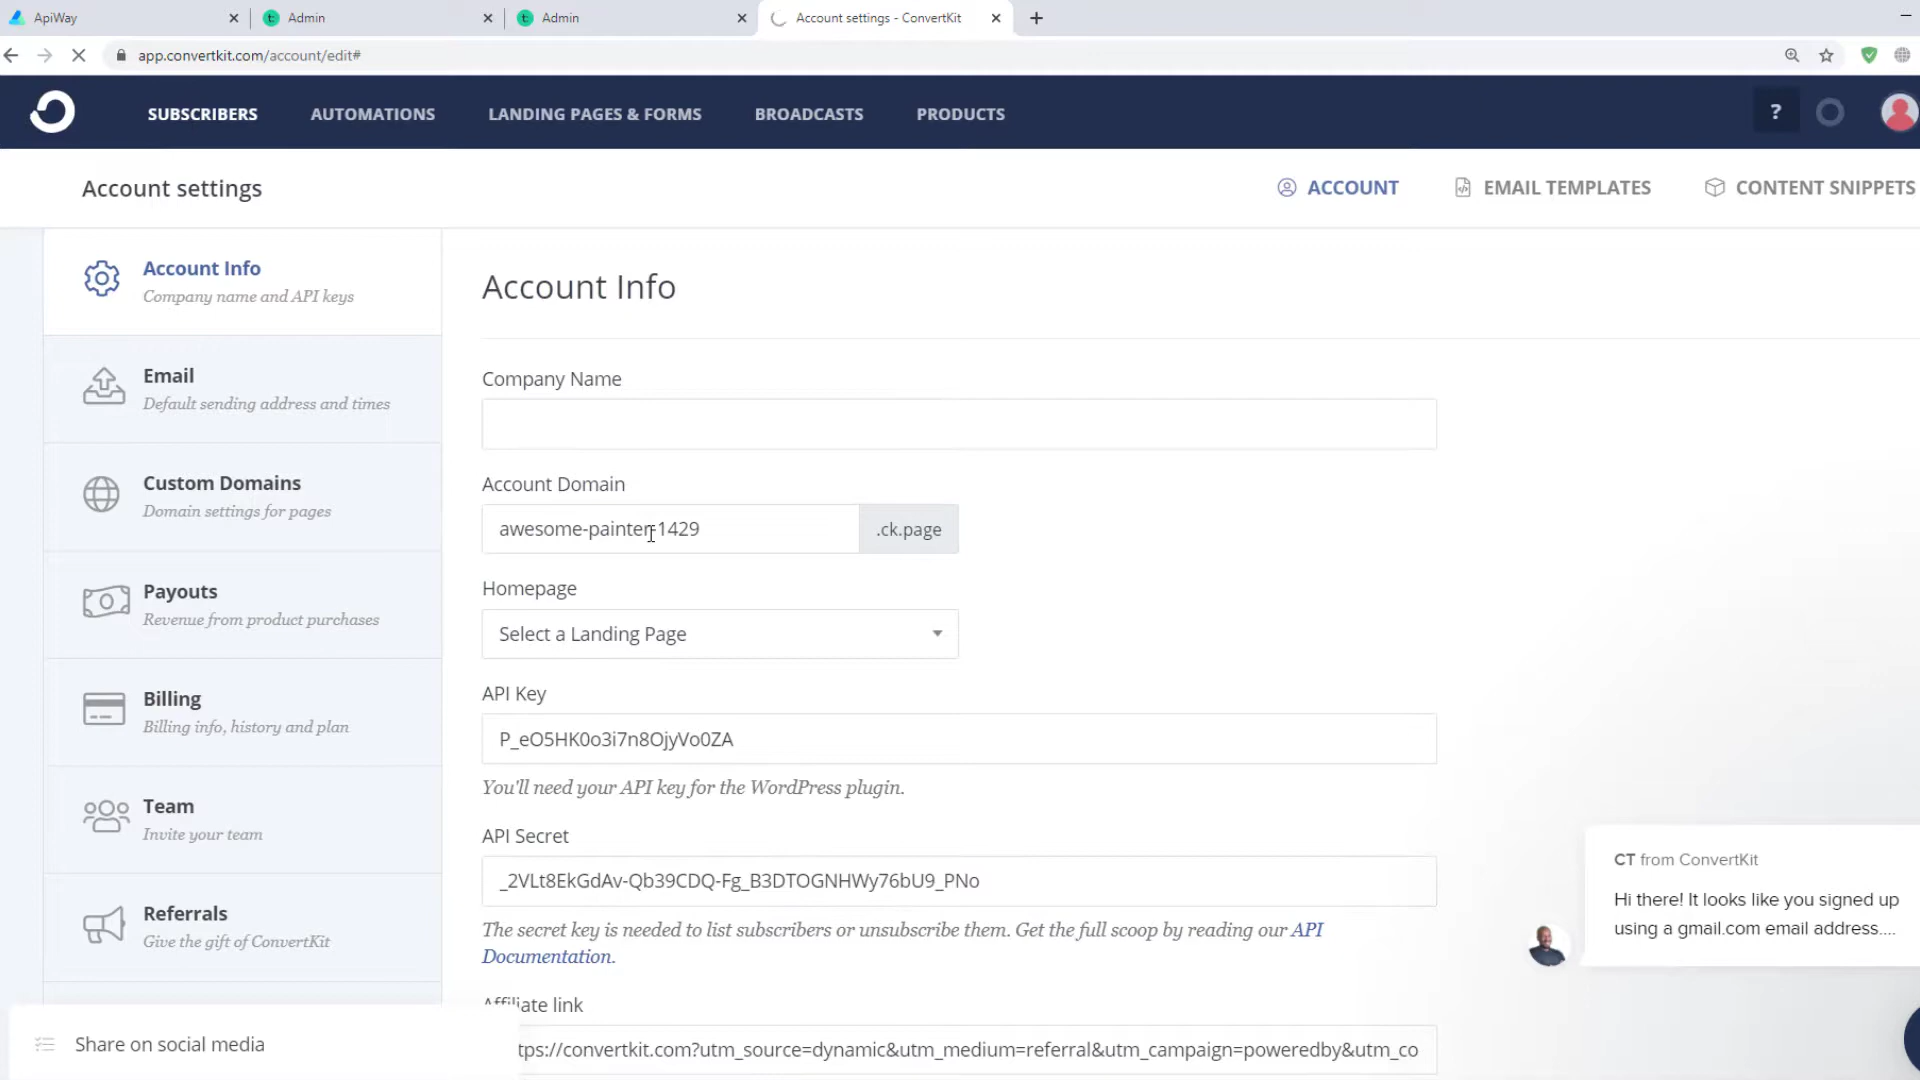 ApiWay
Admin
Admin
Account settings - ConvertKit
app.convertkit.com/account/edit#
SUBSCRIBERS
AUTOMATIONS
LANDING PAGES & FORMS
BROADCASTS
PRODUCTS
?
Account settings
ACCOUNT
EMAIL TEMPLATES
CONTENT SNIPPETS
Account Info
Company name and API keys
Email
Default sending address and times
Custom Domains
Domain settings for pages
Payouts
Revenue from product purchases
Billing
Billing info, history and plan
Team
Invite your team
Referrals
Give the gift of ConvertKit
Share on social media
Account Info
Company Name
Account Domain
awesome-painter-1429
.ck.page
Homepage
Select a Landing Page
API Key
P_eO5HK0o3i7n8OjyVo0ZA
You'll need your API key for the WordPress plugin.
API Secret
_2VLt8EkGdAv-Qb39CDQ-Fg_B3DTOGNHWy76bU9_PNo
The secret key is needed to list subscribers or unsubscribe them. Get the full scoop by reading our API
Documentation.
Affiliate link
tps://convertkit.com?utm_source=dynamic&utm_medium=referral&utm_campaign=poweredby&utm_co
CT from ConvertKit
Hi there! It looks like you signed up
using a gmail.com email address....